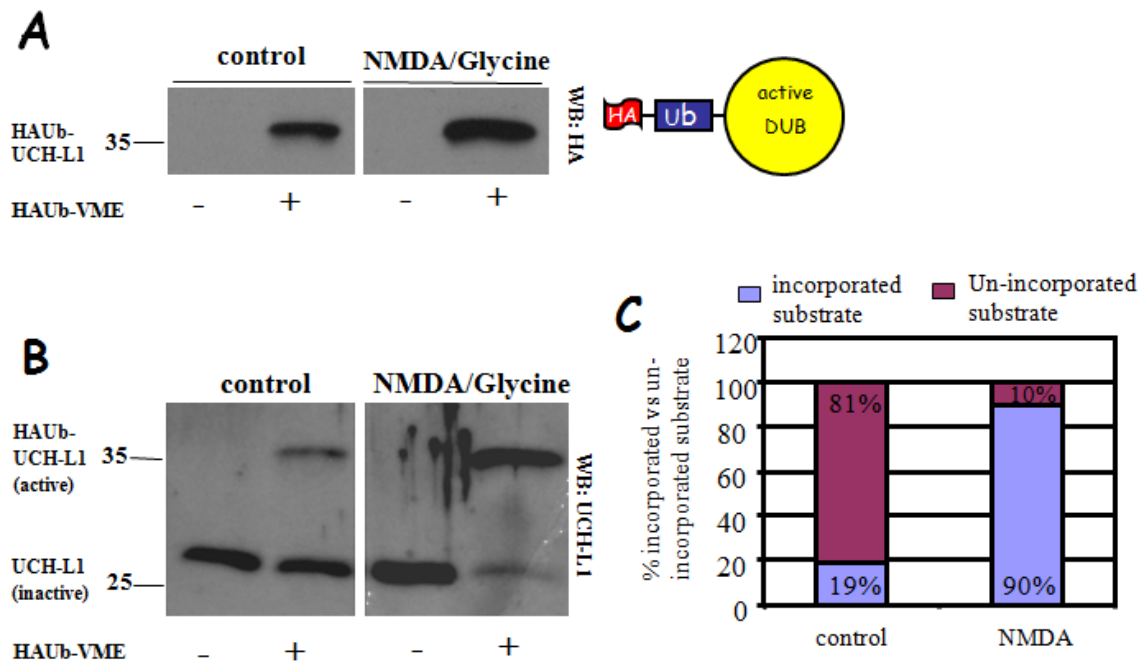 A
control
NMDA/Glycine
HAUb-
UCH-L1
35
WB: HA
HA
Ub
active
DUB
HAUb-VME
-
+
-
+
B
control
NMDA/Glycine
HAUb-
UCH-L1
(active)
35
UCH-L1
(inactive)
25
WB: UCH-L1
HAUb-VME
-
+
-
+
C
incorporated
substrate
Un-incorporated
substrate
% incorporated vs un-
incorporated substrate
120
100
80
60
40
20
0
81%
19%
10%
90%
control
NMDA